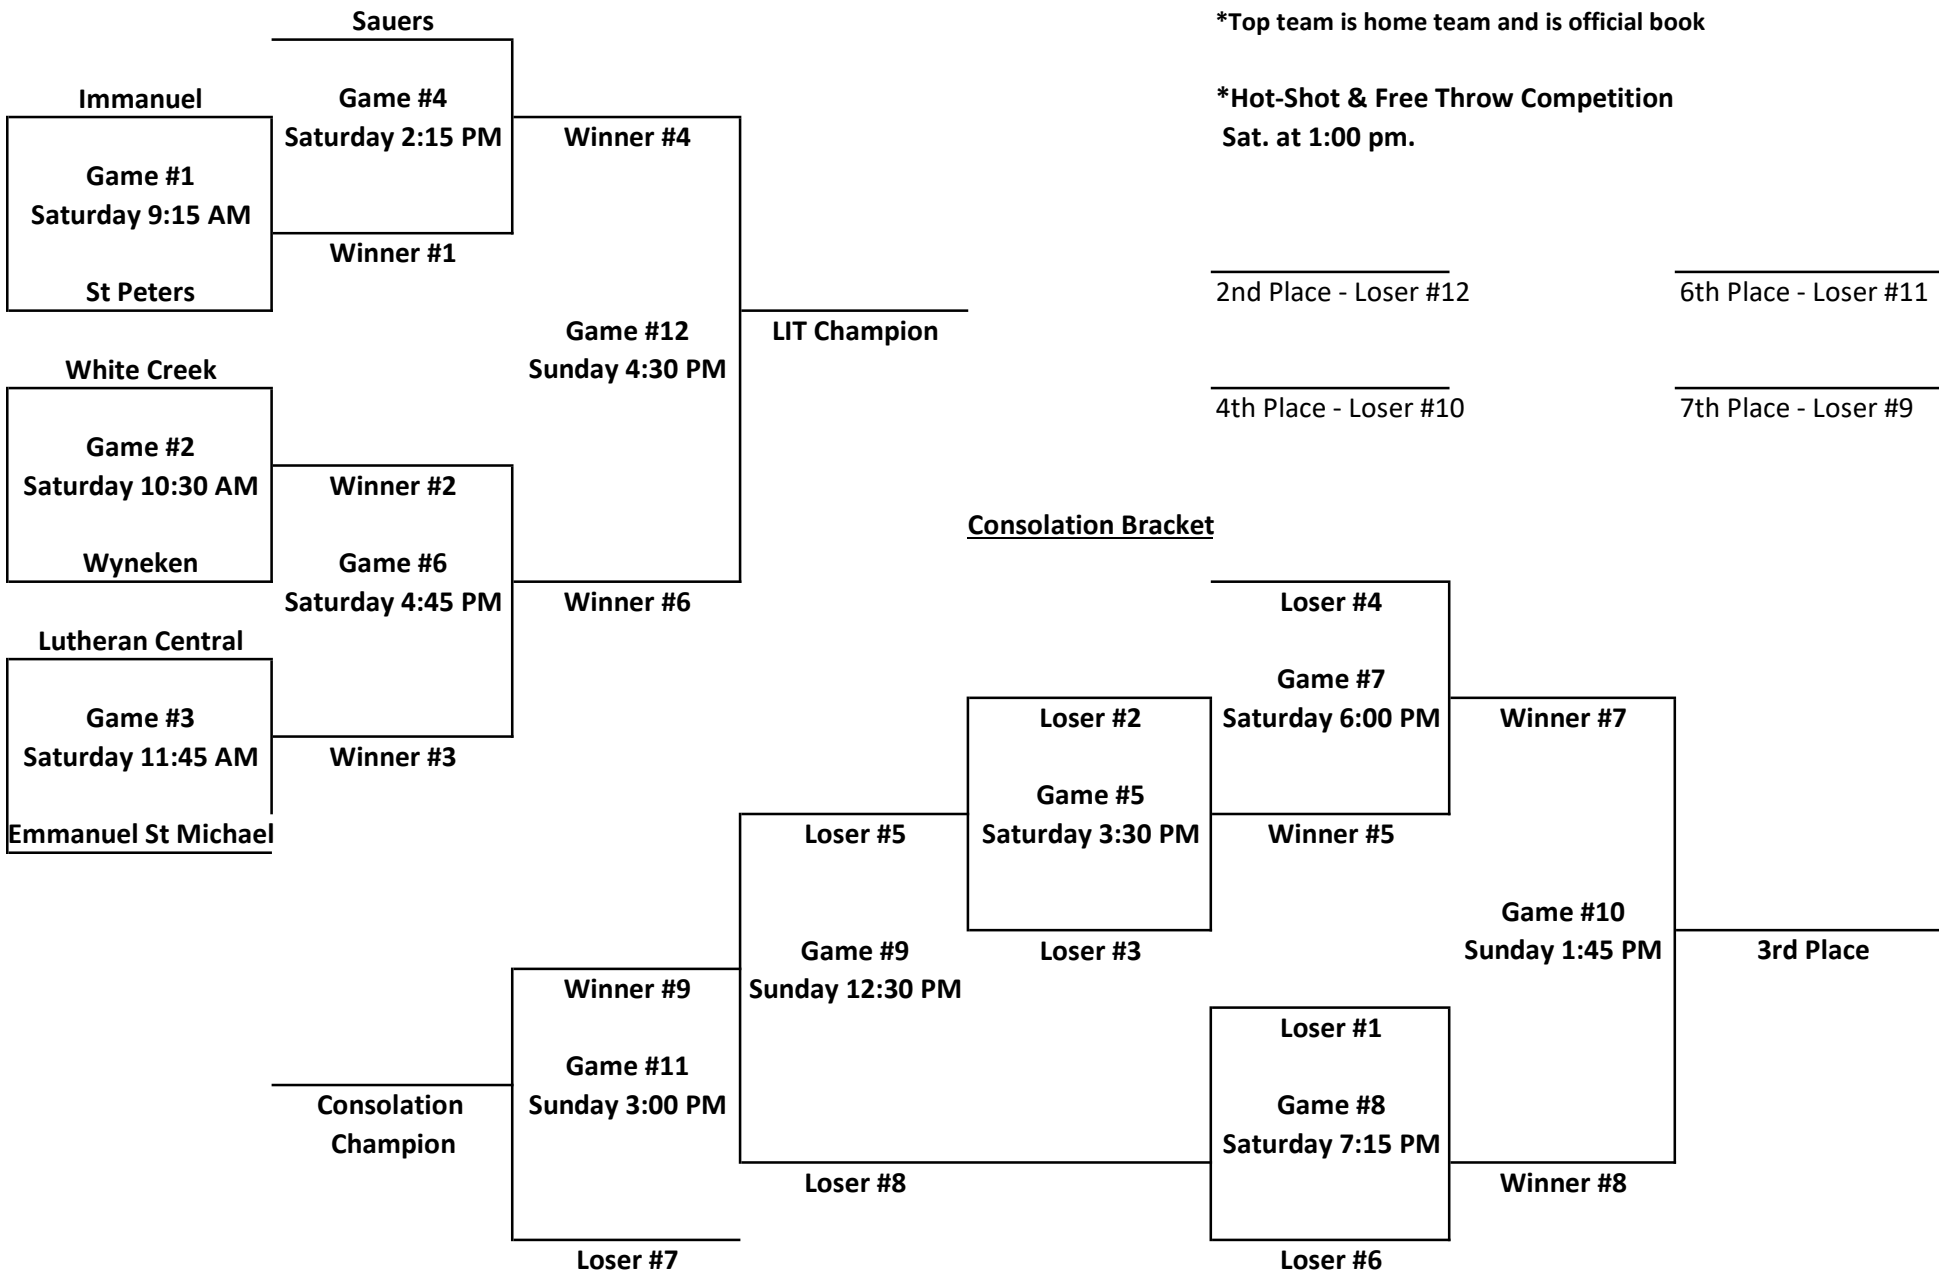 Sauers
*Top team is home team and is official book
Immanuel
Game #4
Saturday 2:15 PM
*Hot-Shot & Free Throw Competition
Sat. at 1:00 pm.
Winner #4
Game #1
Saturday 9:15 AM
Winner #1
St Peters
2nd Place - Loser #12
6th Place - Loser #11
Game #12
Sunday 4:30 PM
LIT Champion
White Creek
4th Place - Loser #10
7th Place - Loser #9
Game #2
Saturday 10:30 AM
Winner #2
Consolation Bracket
Wyneken
Game #6
Saturday 4:45 PM
Winner #6
Loser #4
Lutheran Central
Game #7
Saturday 6:00 PM
Game #3
Saturday 11:45 AM
Winner #3
Loser #2
Winner #7
Game #5
Saturday 3:30 PM
Emmanuel St Michael
Loser #5
Winner #5
Game #10
Sunday 1:45 PM
Game #9
Sunday 12:30 PM
Loser #3
3rd Place
Winner #9
Loser #1
Game #11
Sunday 3:00 PM
Consolation
Champion
Game #8
Saturday 7:15 PM
Loser #8
Winner #8
Loser #7
Loser #6